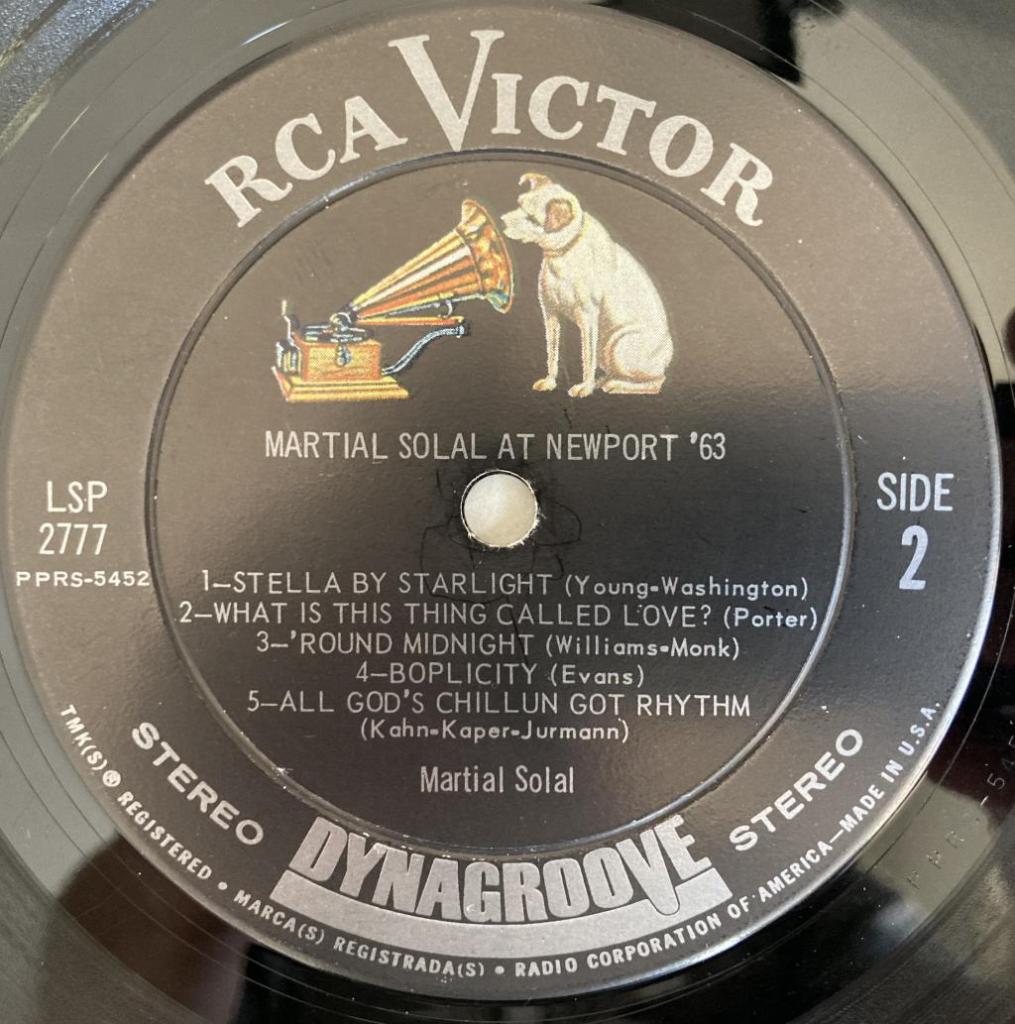 RCA VICTOR
MARTIAL SOLAL AT NEWPORT '63
LSP
2777
PPRS-5452
SIDE
2
1—STELLA BY STARLIGHT (Young-Washington)
2—WHAT IS THIS THING CALLED LOVE? (Porter)
3—'ROUND MIDNIGHT (Williams-Monk)
4—BOPLICITY (Evans)
5—ALL GOD'S CHILLUN GOT RHYTHM
(Kahn-Kaper-Jurmann)
Martial Solal
STEREO
DYNAGROOVE
STEREO
TMK(S) ® REGISTERED • MARCA(S) REGISTRADA(S) • RADIO CORPORATION OF AMERICA—MADE IN U.S.A.